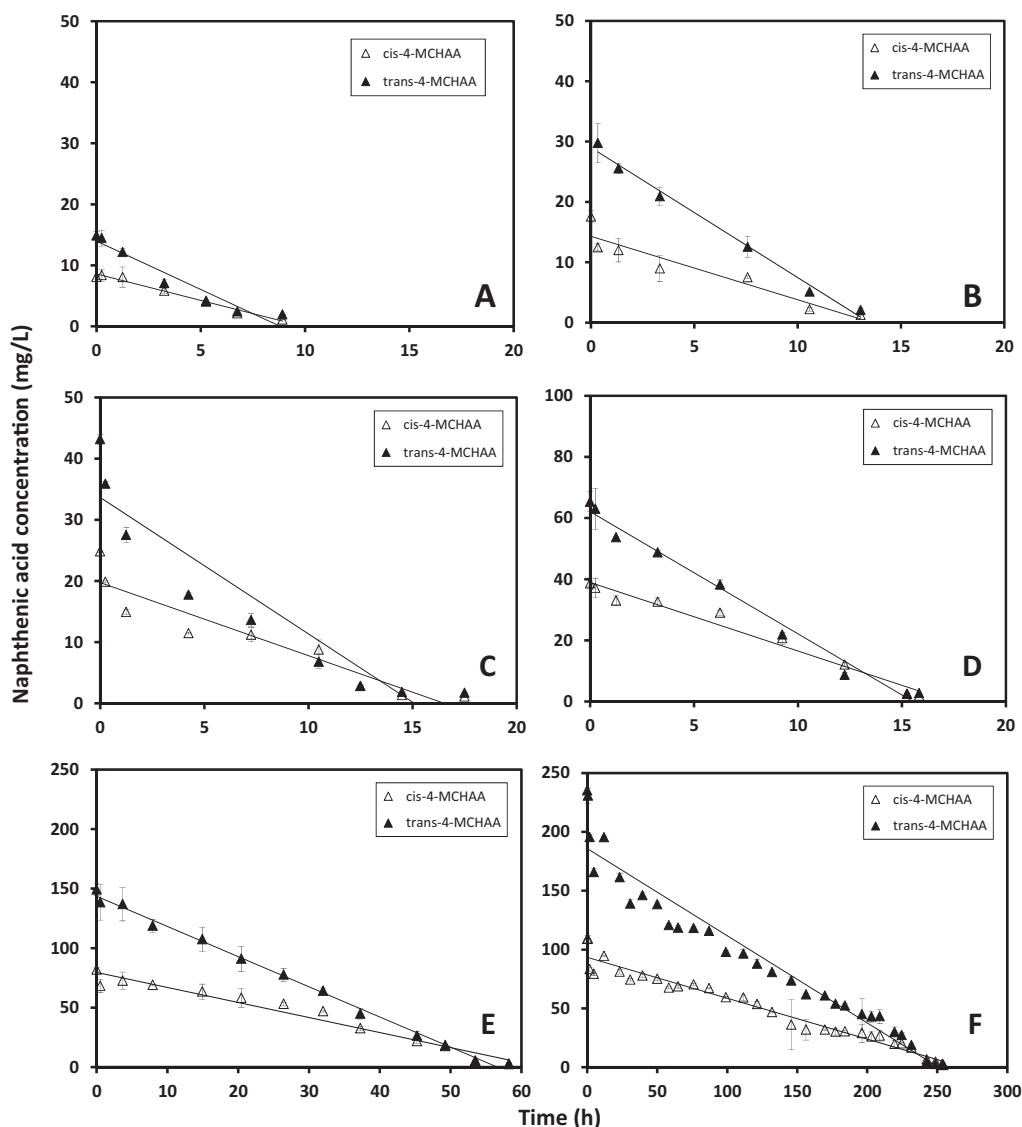 Naphthenic acid concentration (mg/L)
50
40
30
20
10
0
cis-4-MCHAA
trans-4-MCHAA
A
0 5 10 15 20
50
40
30
20
10
0
cis-4-MCHAA
trans-4-MCHAA
B
0 5 10 15 20
50
40
30
20
10
0
cis-4-MCHAA
trans-4-MCHAA
C
0 5 10 15 20
100
80
60
40
20
0
cis-4-MCHAA
trans-4-MCHAA
D
0 5 10 15 20
250
200
150
100
50
0
cis-4-MCHAA
trans-4-MCHAA
E
0 10 20 30 40 50 60
250
200
150
100
50
0
cis-4-MCHAA
trans-4-MCHAA
F
0 50 100 150 200 250 300
Time (h)